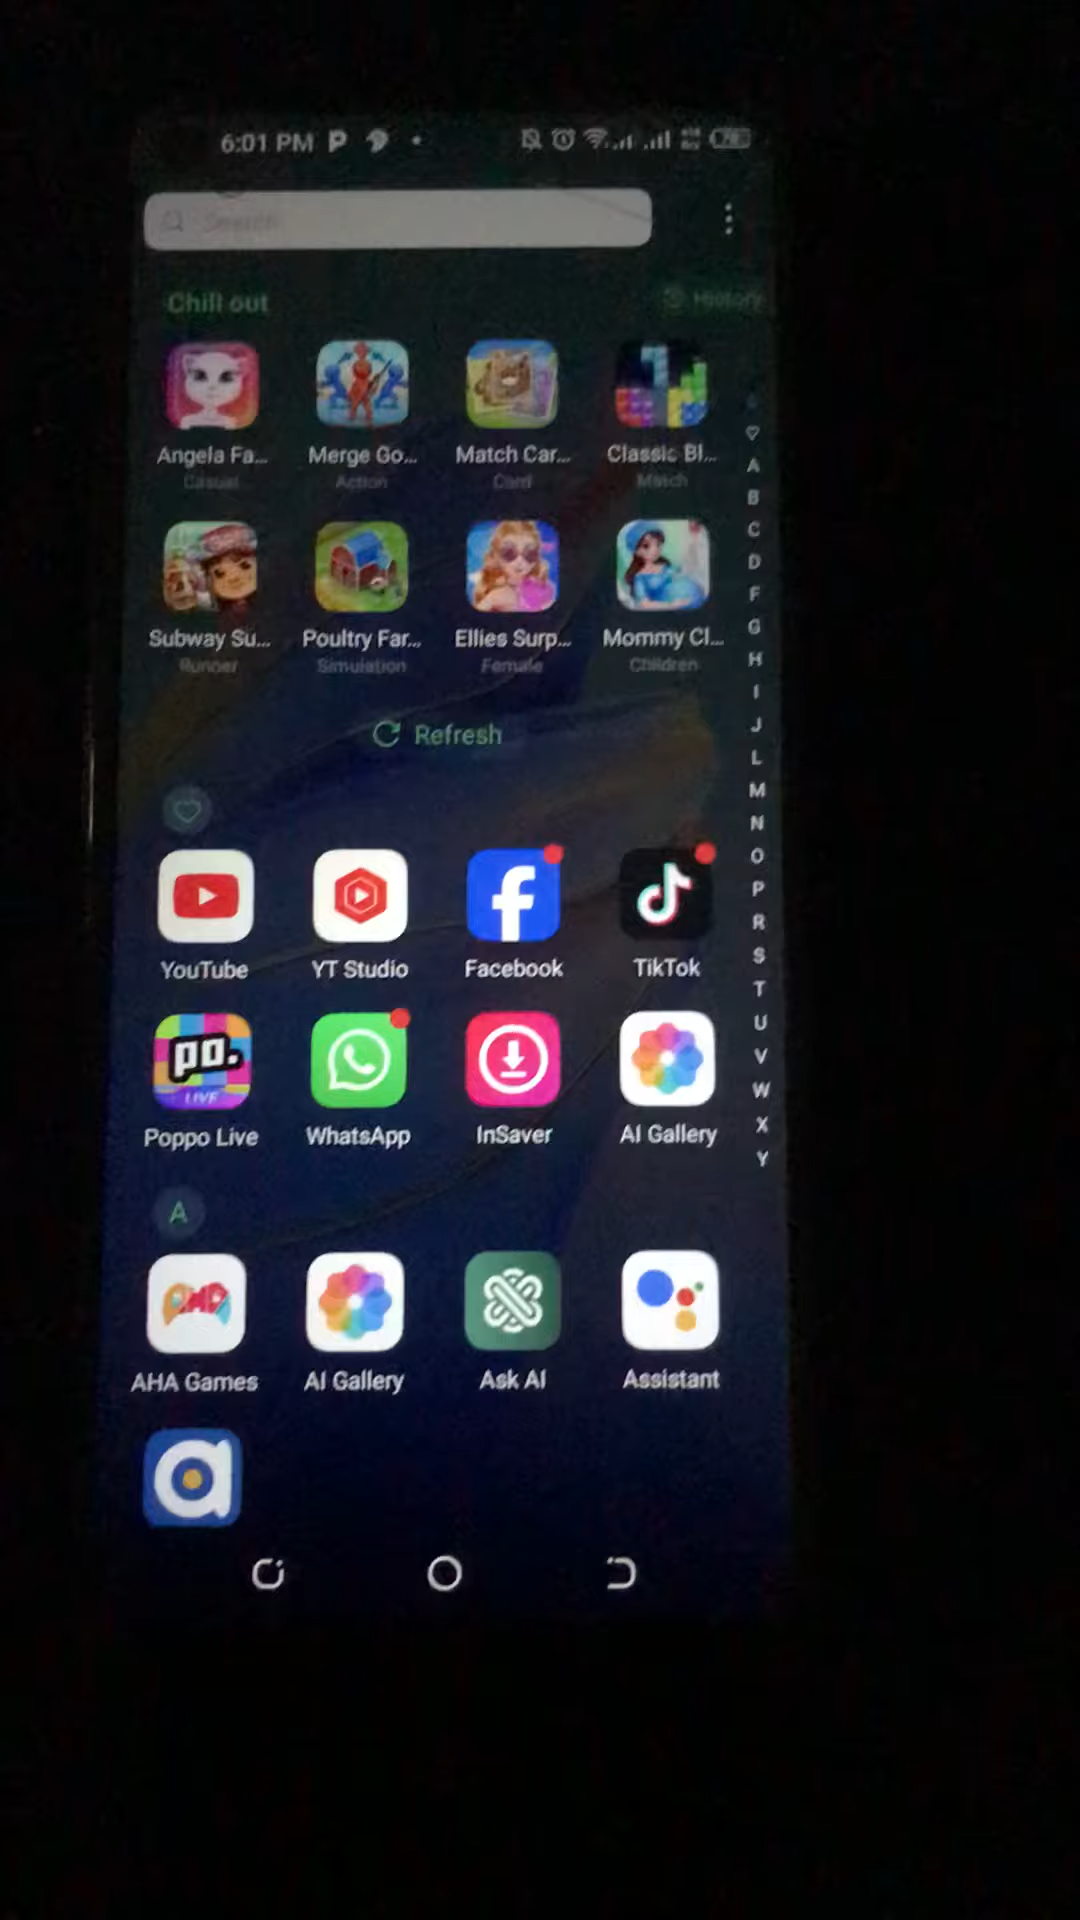 6:01 PM
Search
Chill out History
Angela Fa... Merge Go... Match Car... Classic Bl...
Casual Action Card Match
Subway Su... Poultry Far... Ellies Surp... Mommy Cl...
Runner Simulation Female Children
Refresh
YouTube YT Studio Facebook TikTok
po.
LIVE
Poppo Live WhatsApp InSaver AI Gallery
A
AHA Games AI Gallery Ask AI Assistant
A
B
C
D
F
G
H
I
J
L
M
N
O
P
R
S
T
U
V
W
X
Y